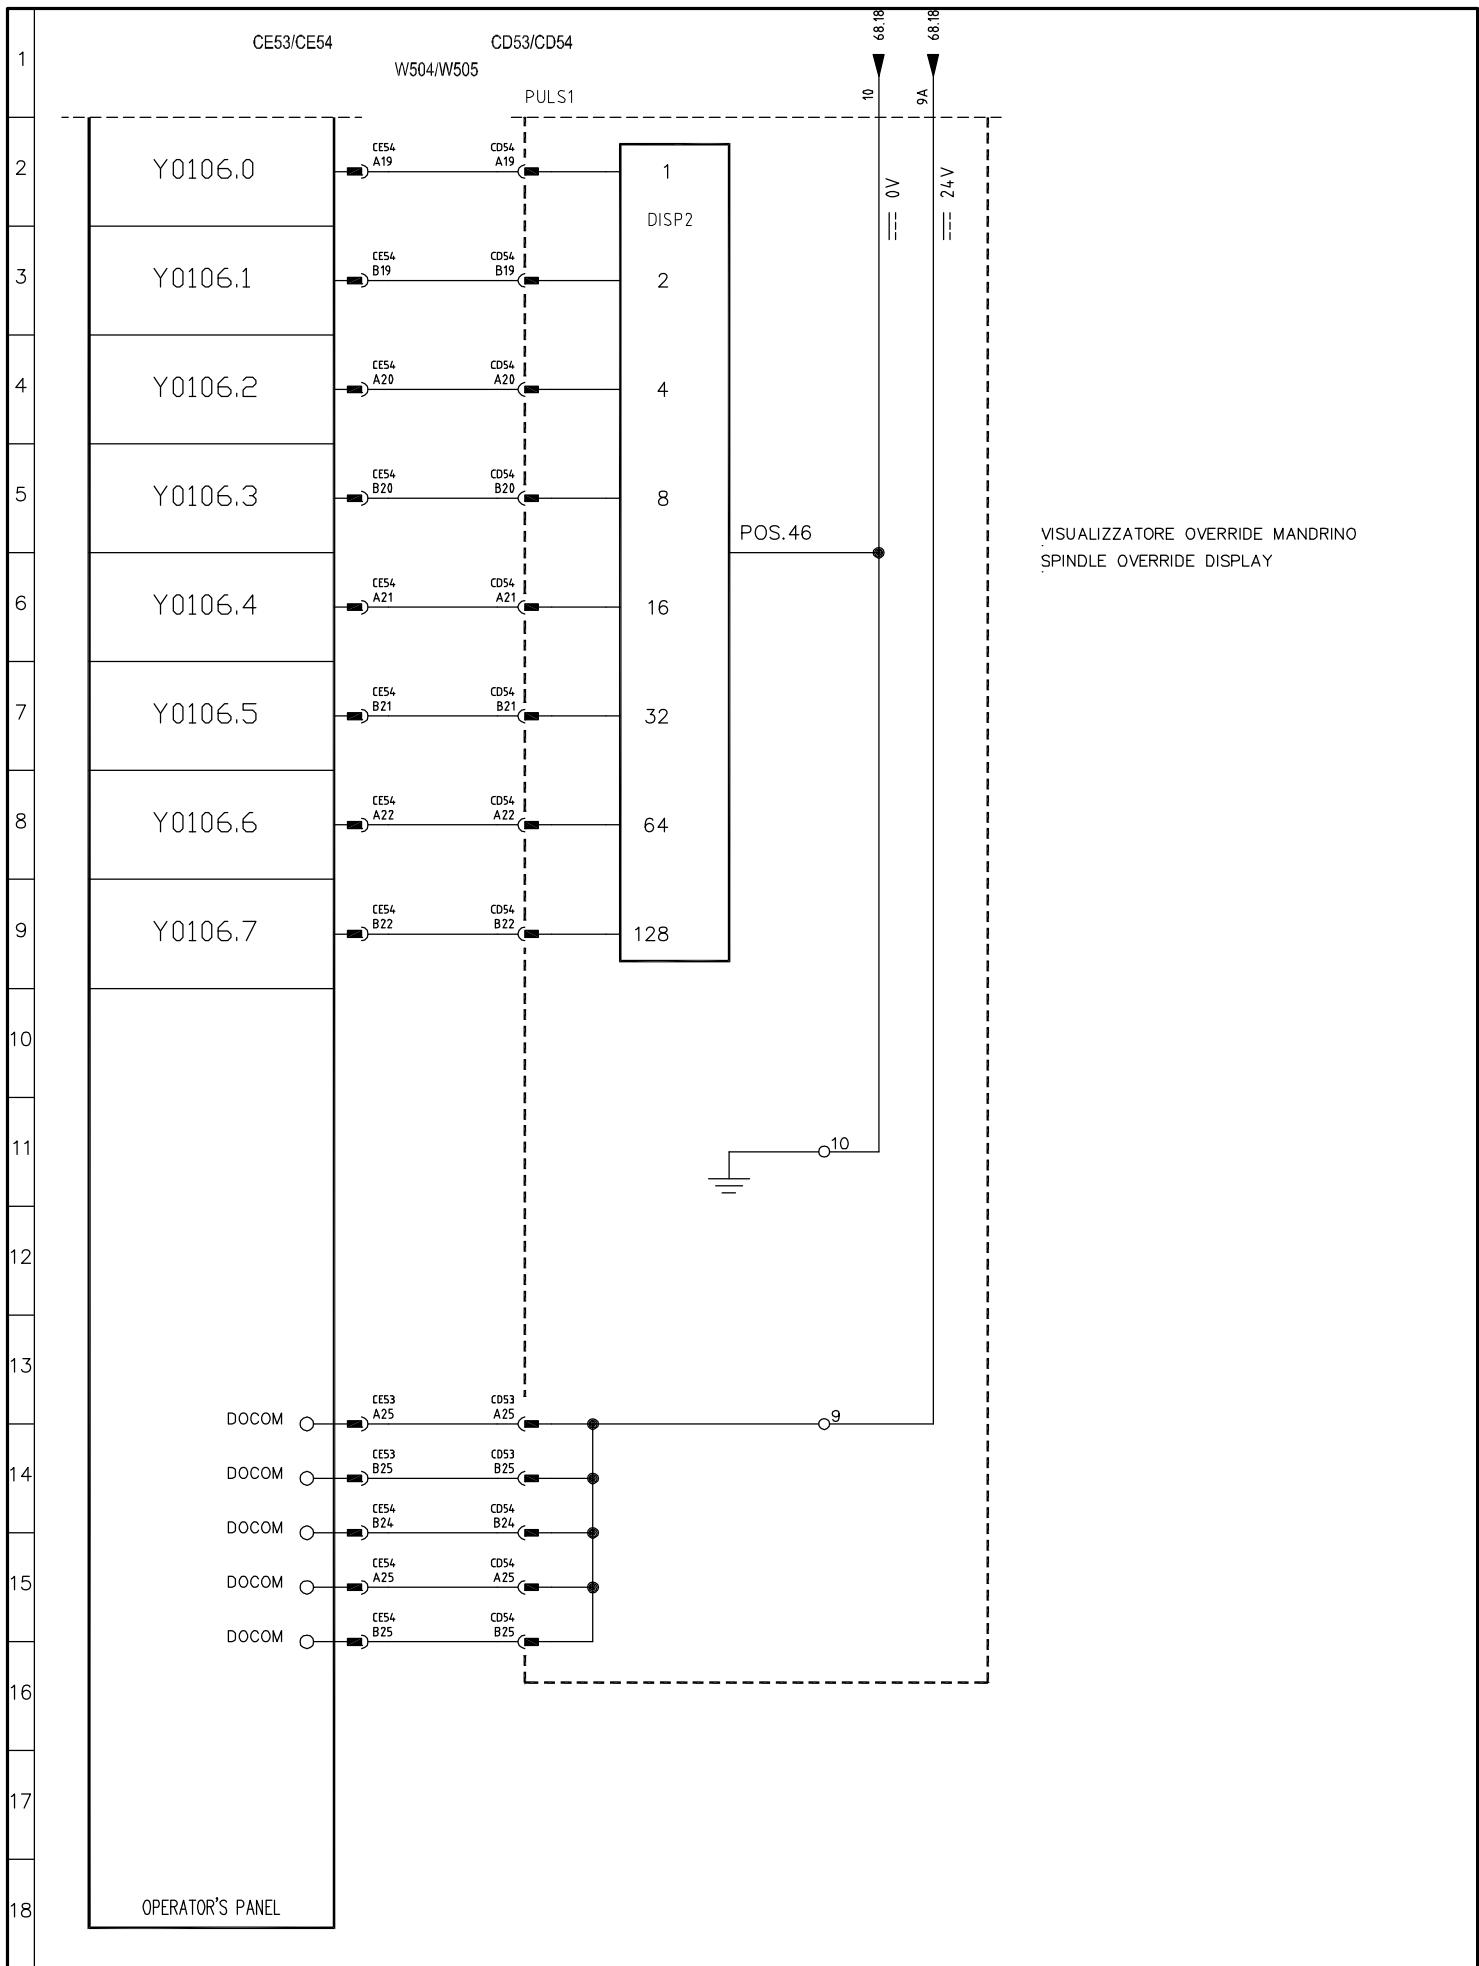 CE53/CE54
CD53/CD54
W504/W505
PULS1
68.18
68.18
10
9A
1
2
Y0106.0
CE54
A19
CD54
A19
1
DISP2
0V
24V
3
Y0106.1
CE54
B19
CD54
B19
2
4
Y0106.2
CE54
A20
CD54
A20
4
5
Y0106.3
CE54
B20
CD54
B20
8
POS.46
VISUALIZZATORE OVERRIDE MANDRINO
SPINDLE OVERRIDE DISPLAY
6
Y0106.4
CE54
A21
CD54
A21
16
7
Y0106.5
CE54
B21
CD54
B21
32
8
Y0106.6
CE54
A22
CD54
A22
64
9
Y0106.7
CE54
B22
CD54
B22
128
10
11
10
12
13
DOCOM
CE53
A25
CD53
A25
9
14
DOCOM
CE53
B25
CD53
B25
DOCOM
CE54
B24
CD54
B24
15
DOCOM
CE54
A25
CD54
A25
DOCOM
CE54
B25
CD54
B25
16
17
18
OPERATOR'S PANEL